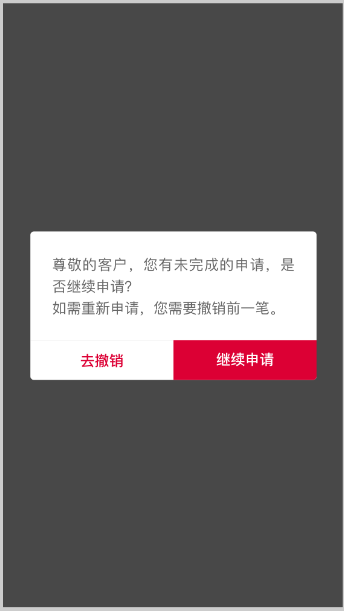 尊敬的客户，您有未完成的申请，是
否继续申请？
如需重新申请，您需要撤销前一笔。
去撤销
继续申请